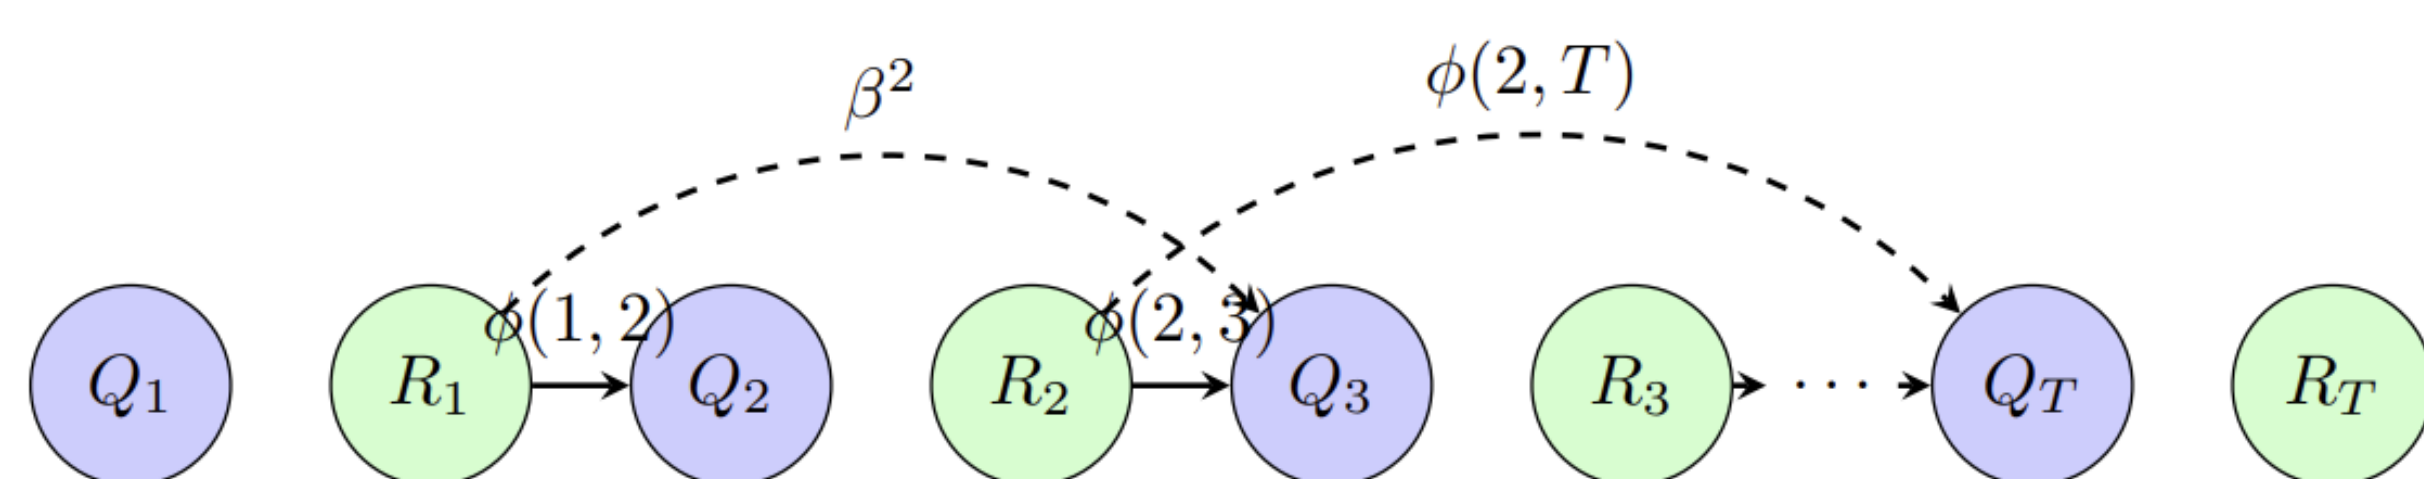 β² ϕ(2, T)
ϕ(1, 2) ϕ(2, 3)
Q₁ R₁ Q₂ R₂ Q₃ R₃ ··· Q_T R_T